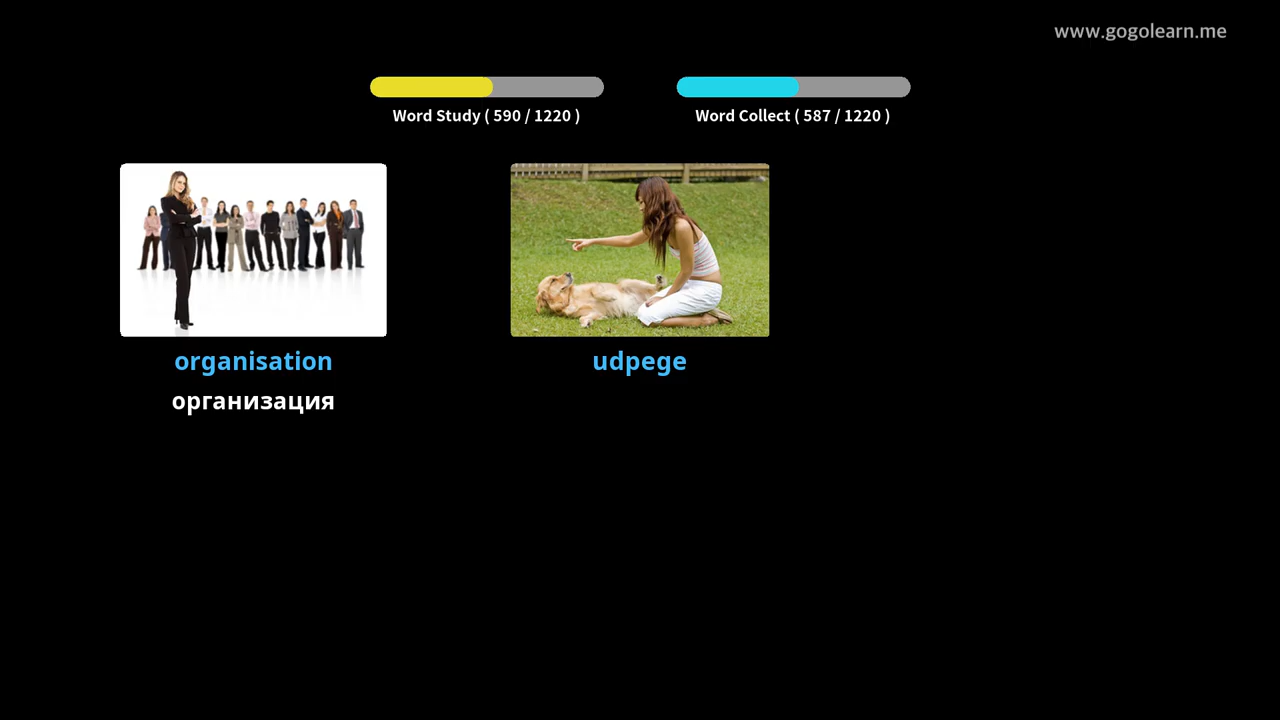 www.gogolearn.me
Word Study ( 590 / 1220 )
Word Collect ( 587 / 1220 )
organisation
организация
udpege